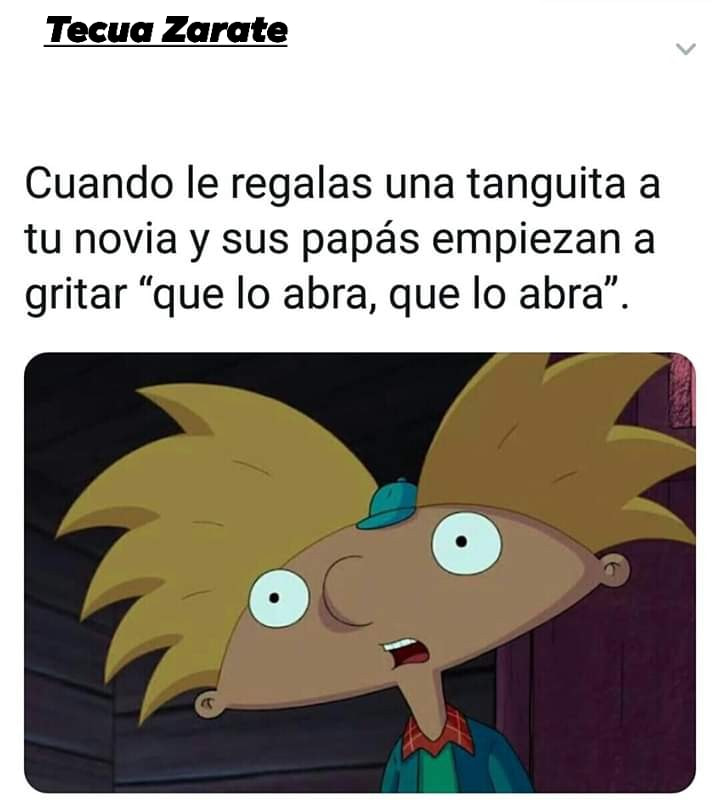 Tecua Zarate
Cuando le regalas una tanguita a
tu novia y sus papás empiezan a
gritar “que lo abra, que lo abra”.